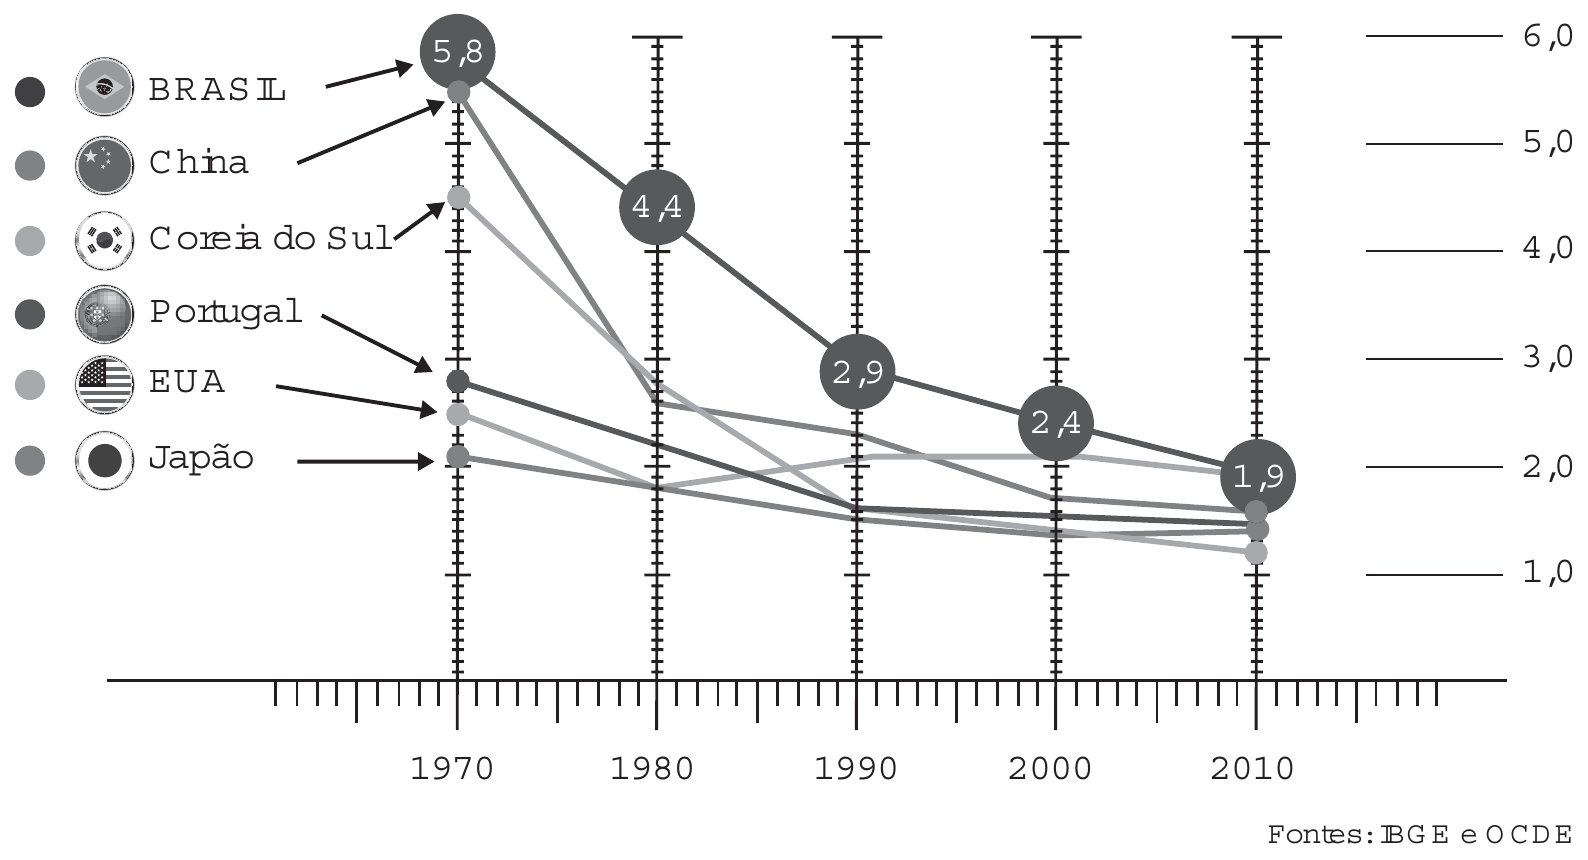 5,8
6,0
BRASIL
China
5,0
Coreia do Sul
4,4
4,0
Portugal
3,0
EUA
2,9
2,4
Japão
2,0
1,9
1,0
1970 1980 1990 2000 2010
Fontes: IBGE e OCDE